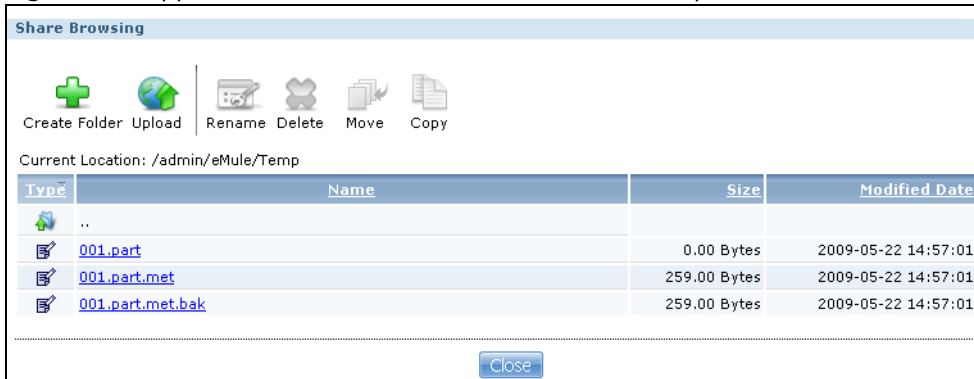 Share Browsing
Create Folder Upload Rename Delete Move Copy
Current Location: /admin/eMule/Temp
Type Name Size Modified Date
..
001.part 0.00 Bytes 2009-05-22 14:57:01
001.part.met 259.00 Bytes 2009-05-22 14:57:01
001.part.met.bak 259.00 Bytes 2009-05-22 14:57:01
Close